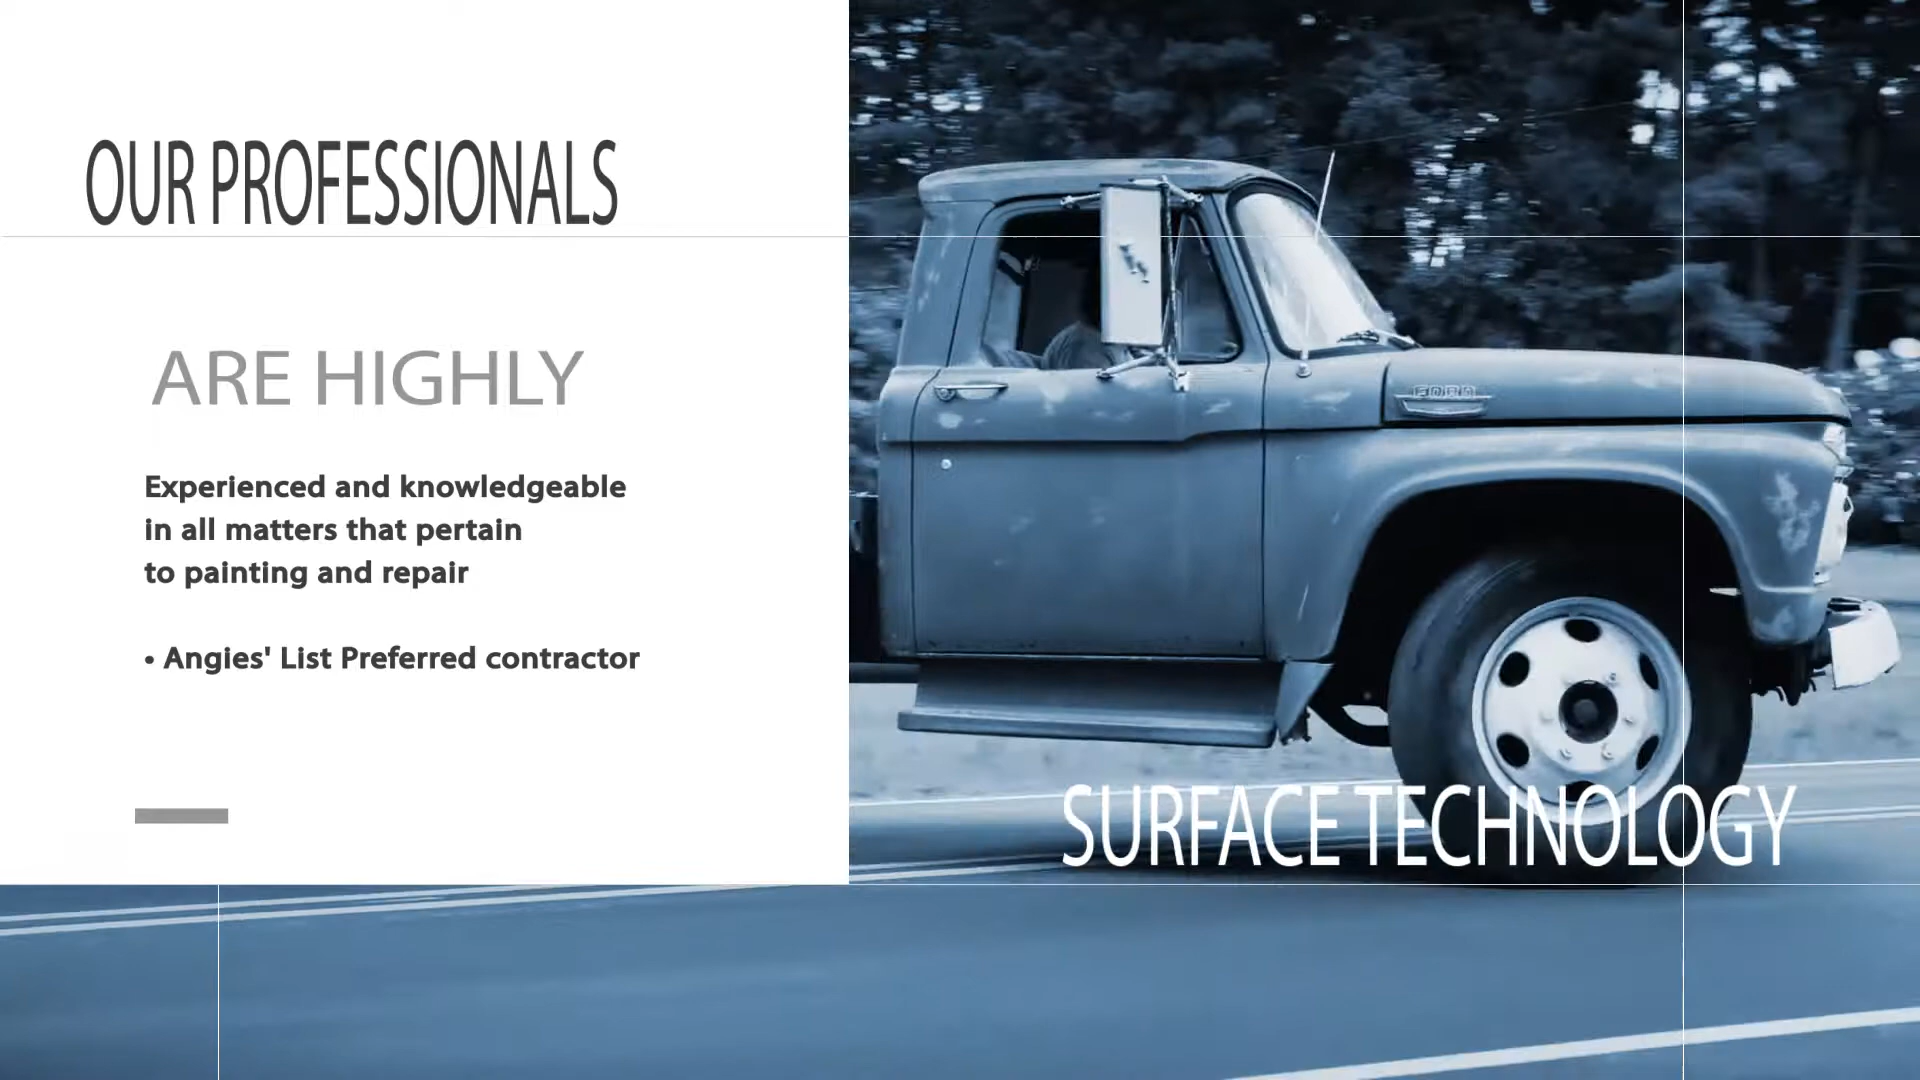 OUR PROFESSIONALS
ARE HIGHLY
Experienced and knowledgeable
in all matters that pertain
to painting and repair
• Angies' List Preferred contractor
FORD
SURFACE TECHNOLOGY